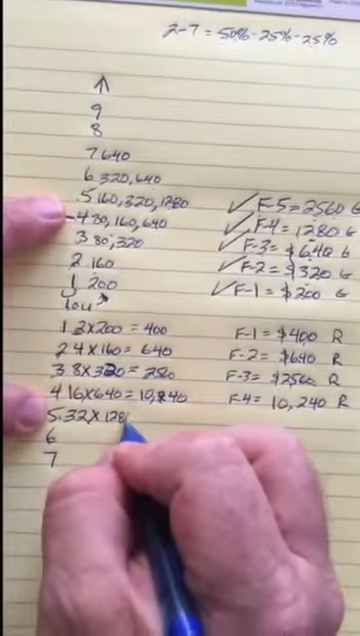 2-7 = 50% - 25% - 25%
9
8
7 640
6 320,640
5 160,320,1280
4 80,160,640
3 80,320
2 160
1 200
You
✓ F-5 = 2560 G
✓ F-4 = 1280 G
✓ F-3 = $640 G
✓ F-2 = $320 G
✓ F-1 = $200 G
1 2x200 = 400
2 4x160 = 640
3 8x320 = 2560
4 16x640 = 10,240
5 32x128
6
7
F-1 = $400 R
F-2 = $640 R
F-3 = $2560 R
F-4 = 10,240 R